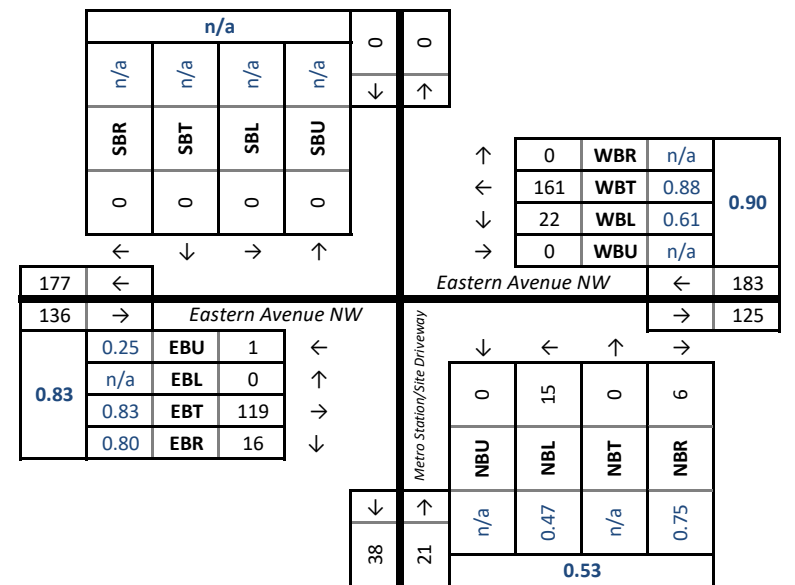 n/a
0 0
n/a n/a n/a n/a
↓ ↑
SBR SBT SBL SBU
0 0 0 0
← ↓ → ↑
↑ 0 WBR n/a
← 161 WBT 0.88
↓ 22 WBL 0.61
→ 0 WBU n/a
0.90
177 ←
Eastern Avenue NW
← 183
136 →
Eastern Avenue NW
→ 125
0.83
0.25 EBU 1 ←
n/a EBL 0 ↑
0.83 EBT 119 →
0.80 EBR 16 ↓
Metro Station/Site Driveway
↓ ← ↑ →
0 15 0 6
NBU NBL NBT NBR
n/a 0.47 n/a 0.75
↓ ↑
38 21
0.53